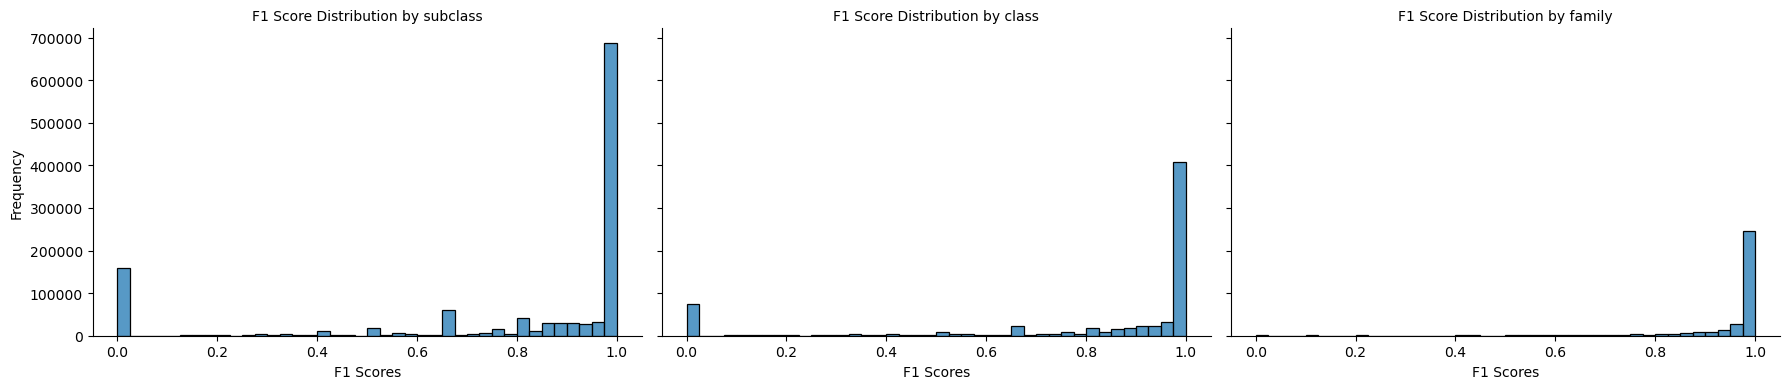 F1 Score Distribution by subclass
F1 Score Distribution by class
F1 Score Distribution by family
700000
600000
500000
400000
300000
200000
100000
0
Frequency
0.0 0.2 0.4 0.6 0.8 1.0
0.0 0.2 0.4 0.6 0.8 1.0
0.0 0.2 0.4 0.6 0.8 1.0
F1 Scores
F1 Scores
F1 Scores